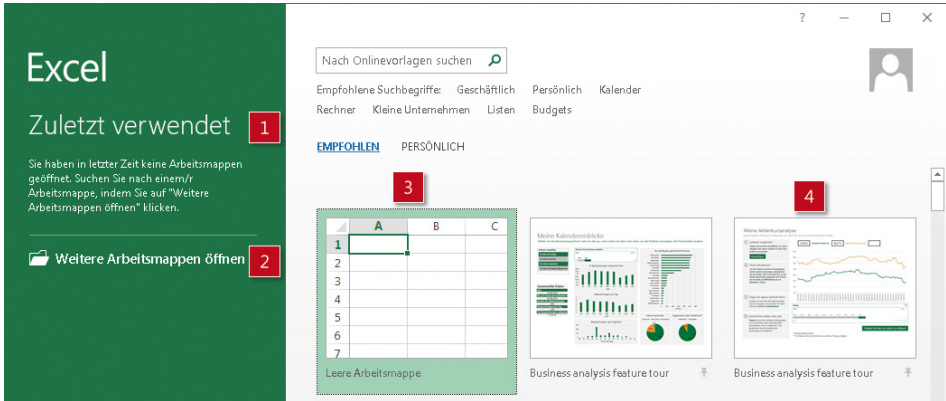 ?
Excel
Zuletzt verwendet 1
Sie haben in letzter Zeit keine Arbeitsmappen
geöffnet. Suchen Sie nach einem/r
Arbeitsmappe, indem Sie auf "Weitere
Arbeitsmappen öffnen" klicken.
Weitere Arbeitsmappen öffnen 2
Nach Onlinevorlagen suchen
Empfohlene Suchbegriffe: Geschäftlich Persönlich Kalender
Rechner Kleine Unternehmen Listen Budgets
EMPFOHLEN PERSÖNLICH
3
4
A B C
1
2
3
4
5
6
7
Leere Arbeitsmappe
Meine Kalendereinblicke
Business analysis feature tour
Meine Aktienkursanalyse
Business analysis feature tour